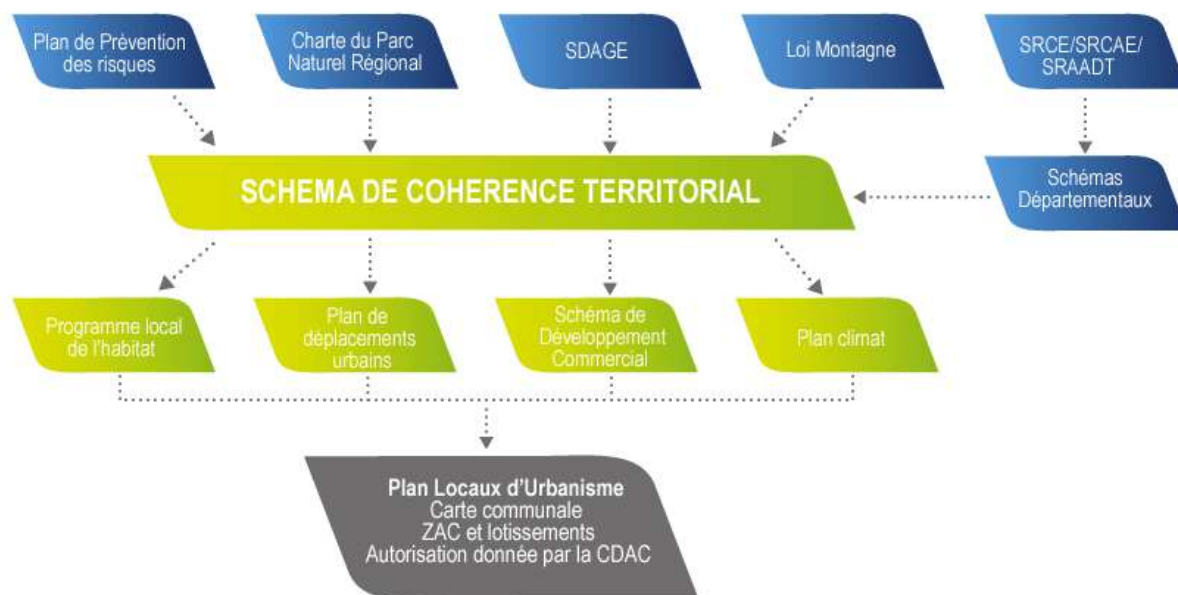 Plan de Prévention
des risques
Charte du Parc
Naturel Régional
SDAGE
Loi Montagne
SRCE/SRCAE/
SRAADT
SCHEMA DE COHERENCE TERRITORIAL
Schémas
Départementaux
Programme local
de l'habitat
Plan de
déplacements
urbains
Schéma de
Développement
Commercial
Plan climat
Plan Locaux d'Urbanisme
Carte communale
ZAC et lotissements
Autorisation donnée par la CDAC